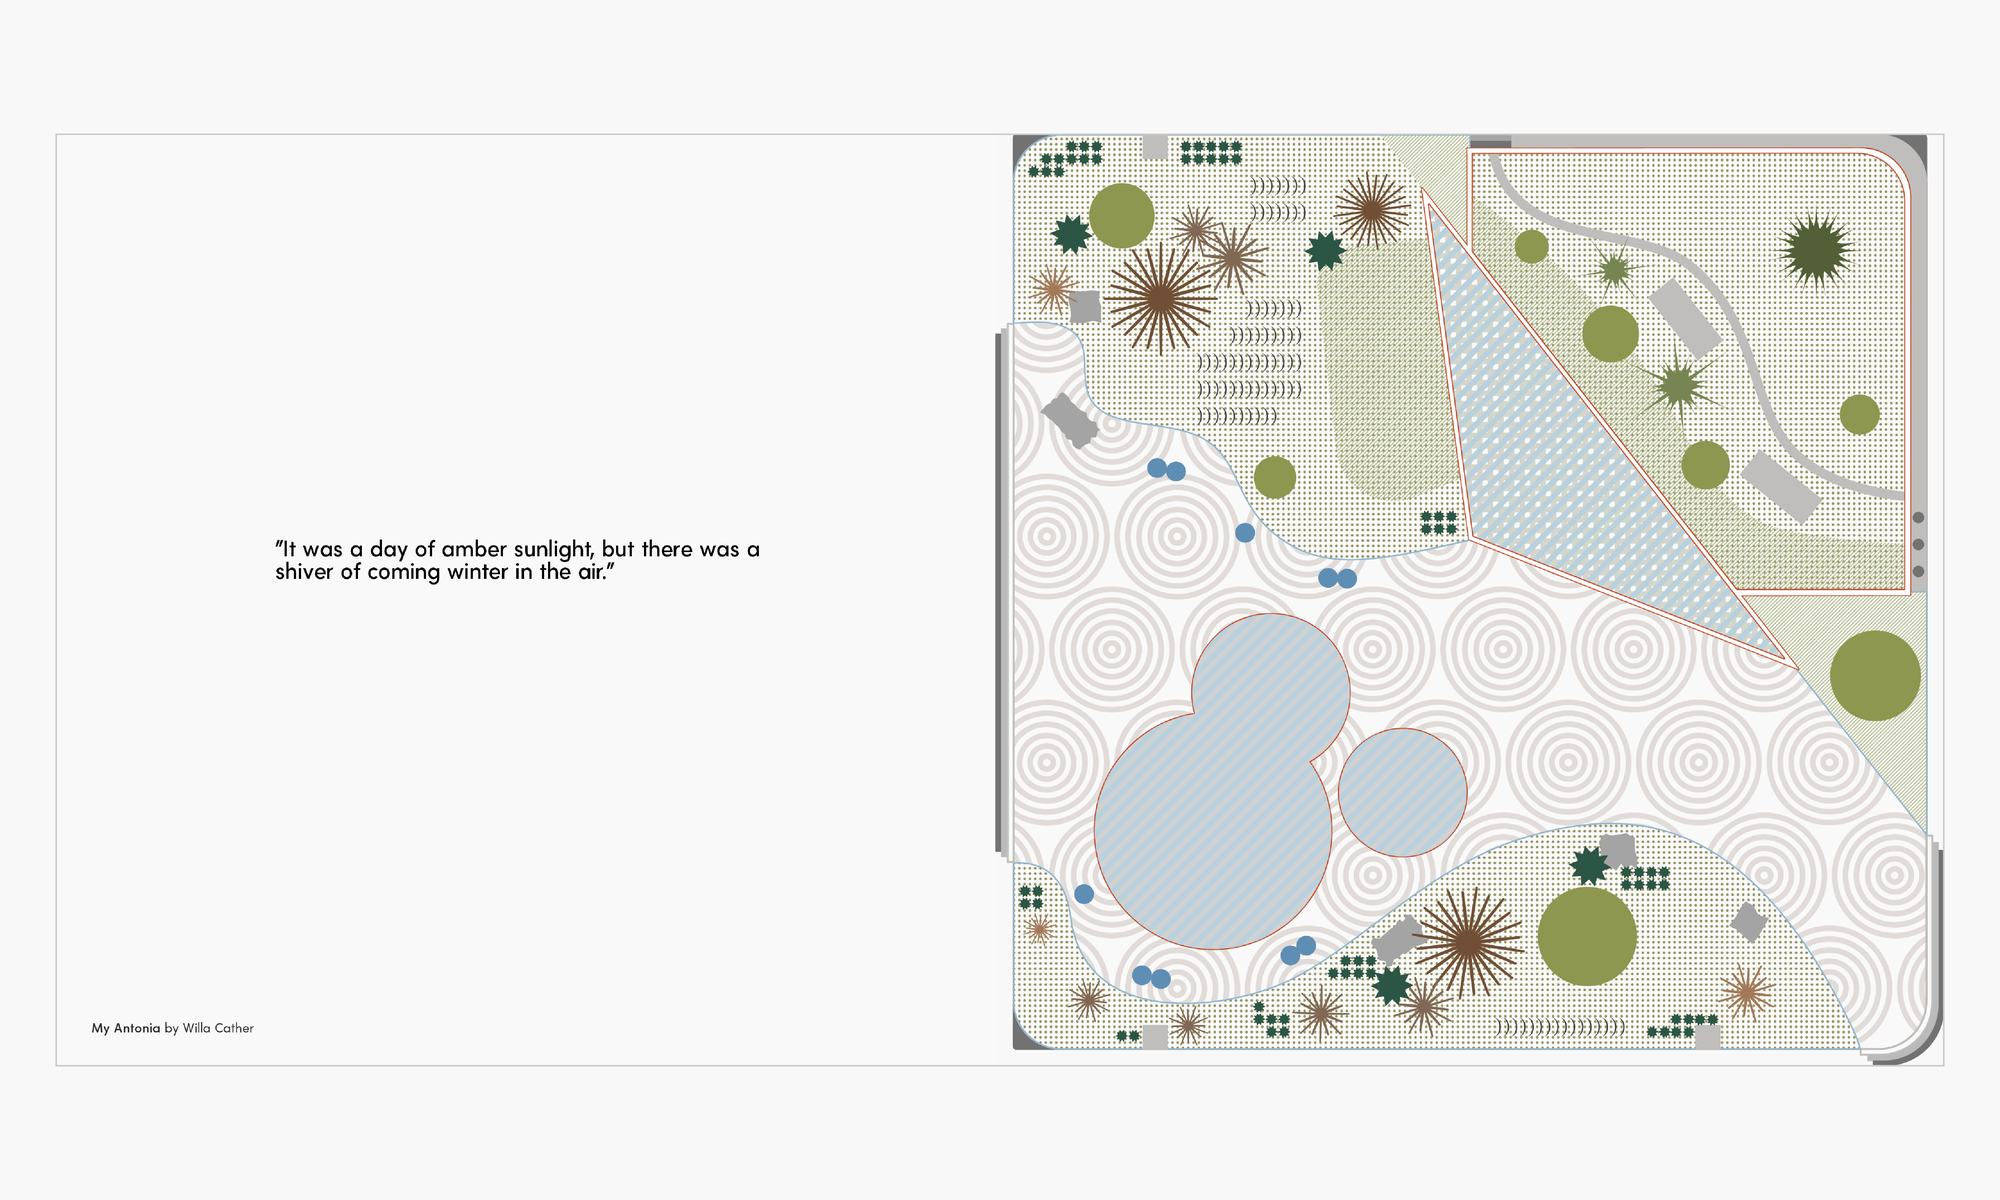 "It was a day of amber sunlight, but there was a
shiver of coming winter in the air."
My Antonia by Willa Cather